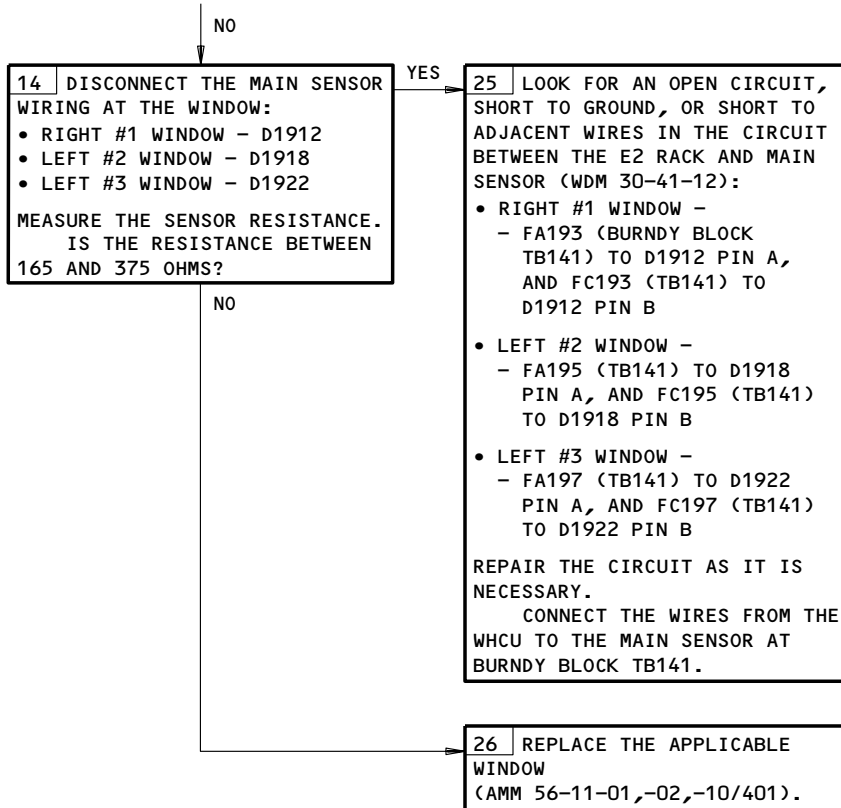 NO
14 DISCONNECT THE MAIN SENSOR
WIRING AT THE WINDOW:
• RIGHT #1 WINDOW – D1912
• LEFT #2 WINDOW – D1918
• LEFT #3 WINDOW – D1922
MEASURE THE SENSOR RESISTANCE.
IS THE RESISTANCE BETWEEN
165 AND 375 OHMS?
YES
25 LOOK FOR AN OPEN CIRCUIT,
SHORT TO GROUND, OR SHORT TO
ADJACENT WIRES IN THE CIRCUIT
BETWEEN THE E2 RACK AND MAIN
SENSOR (WDM 30-41-12):
• RIGHT #1 WINDOW –
– FA193 (BURNDY BLOCK
TB141) TO D1912 PIN A,
AND FC193 (TB141) TO
D1912 PIN B
• LEFT #2 WINDOW –
– FA195 (TB141) TO D1918
PIN A, AND FC195 (TB141)
TO D1918 PIN B
• LEFT #3 WINDOW –
– FA197 (TB141) TO D1922
PIN A, AND FC197 (TB141)
TO D1922 PIN B
REPAIR THE CIRCUIT AS IT IS
NECESSARY.
CONNECT THE WIRES FROM THE
WHCU TO THE MAIN SENSOR AT
BURNDY BLOCK TB141.
NO
26 REPLACE THE APPLICABLE
WINDOW
(AMM 56-11-01,-02,-10/401).